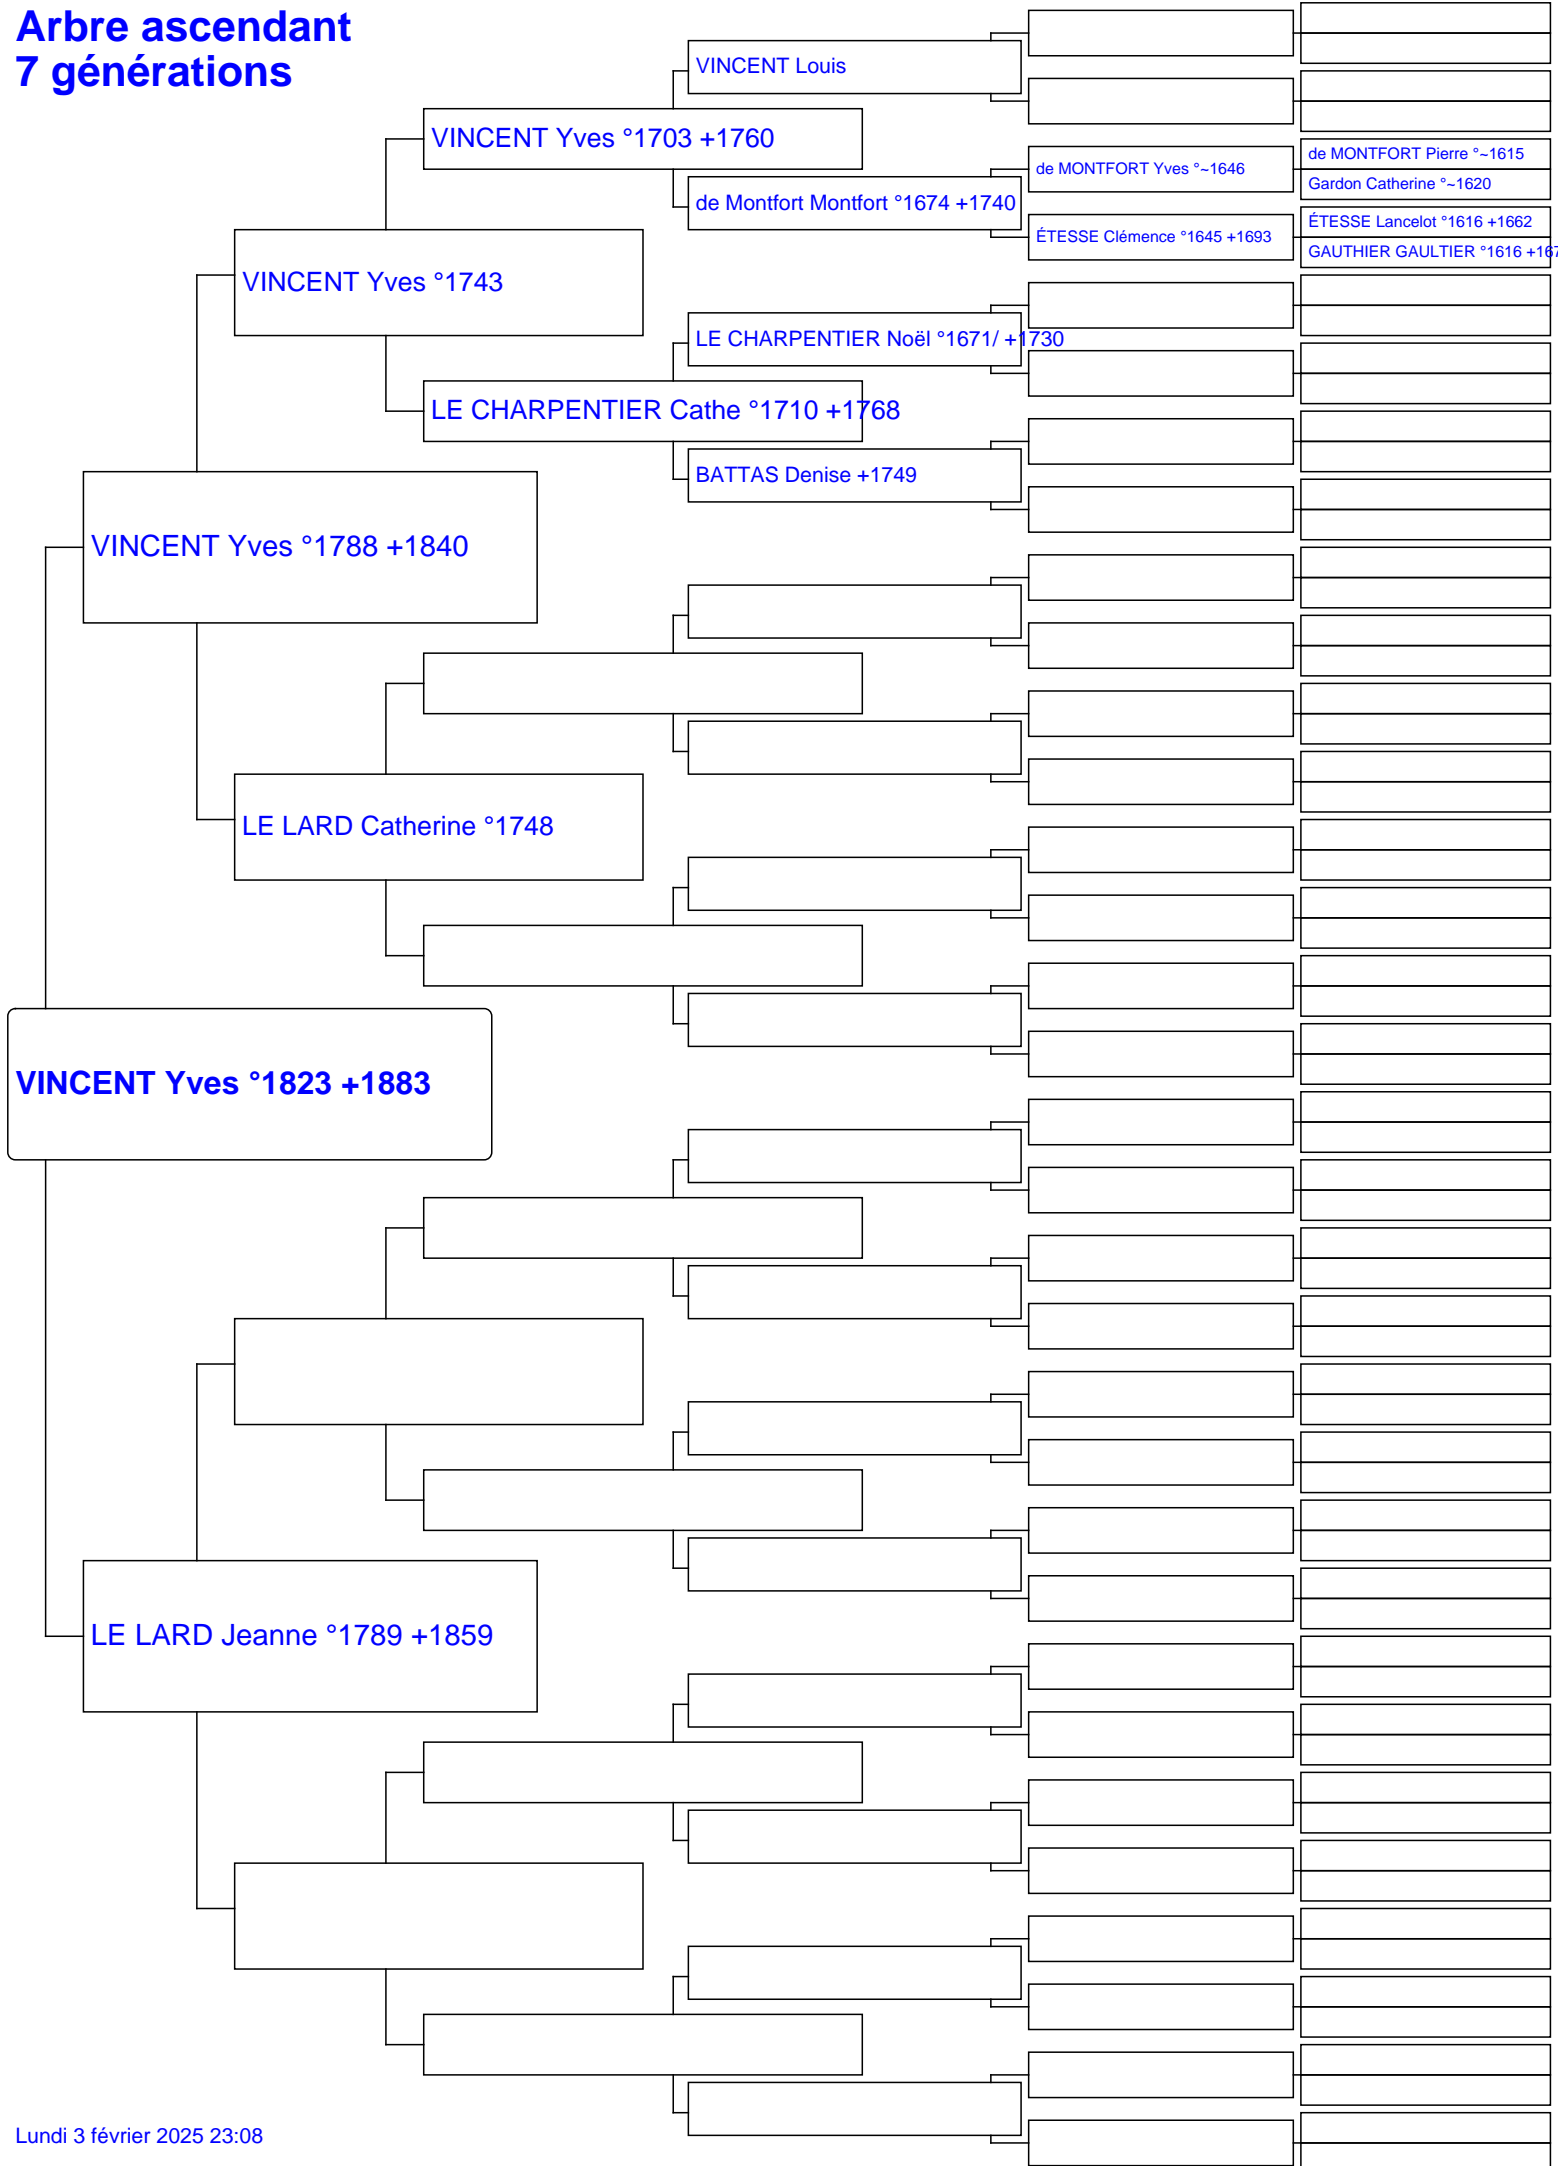 Arbre ascendant
7 générations
VINCENT Louis
VINCENT Yves °1703 +1760
de MONTFORT Pierre °~1615
de MONTFORT Yves °~1646
Gardon Catherine °~1620
de Montfort Montfort °1674 +1740
ÉTESSE Lancelot °1616 +1662
ÉTESSE Clémence °1645 +1693
GAUTHIER GAULTIER °1616
VINCENT Yves °1743
LE CHARPENTIER Noël °1671/ +1730
LE CHARPENTIER Cathe °1710 +1768
BATTAS Denise +1749
VINCENT Yves °1788 +1840
LE LARD Catherine °1748
VINCENT Yves °1823 +1883
LE LARD Jeanne °1789 +1859
Lundi 3 février 2025 23:08